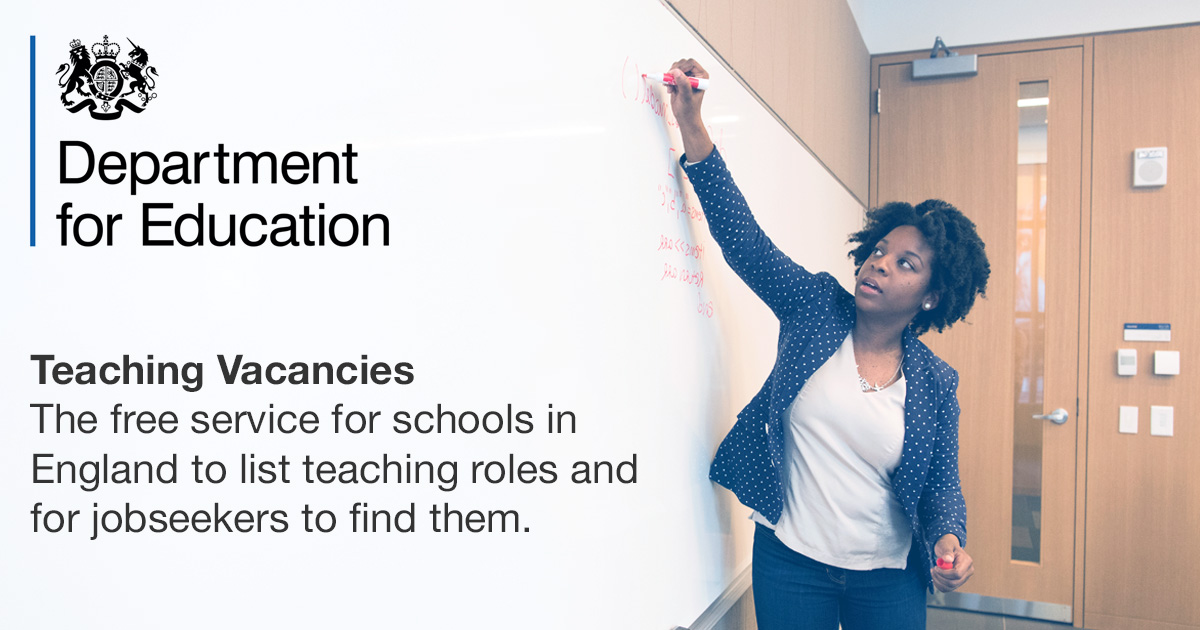 Department
for Education
Teaching Vacancies
The free service for schools in
England to list teaching roles and
for jobseekers to find them.